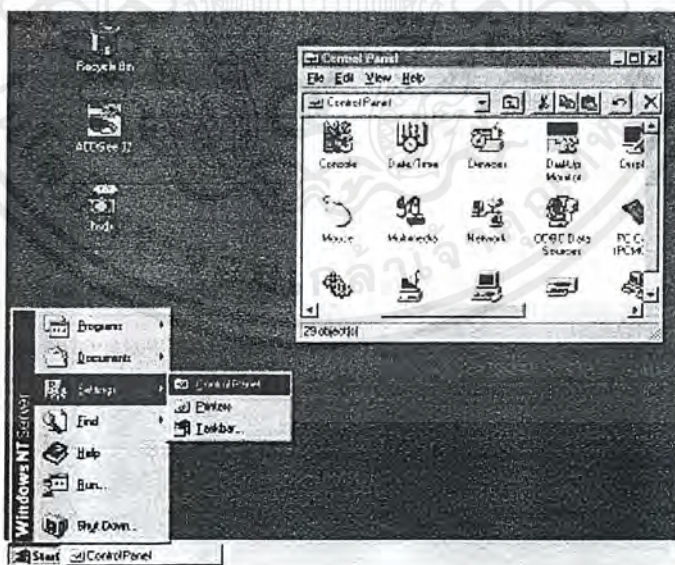 Recycle Bin
ACDSee 32
Control Panel
File Edit View Help
Control Panel
Console
Date/Time
Devices
Dial-Up
Monitor
Mouse
Multimedia
Network
ODBC Data
Sources
PC C
(PCMC
29 object(s)
Windows NT Server
Programs
Documents
Settings
Find
Help
Run...
Shut Down...
Control Panel
Printers
Taskbar...
Start
Control Panel